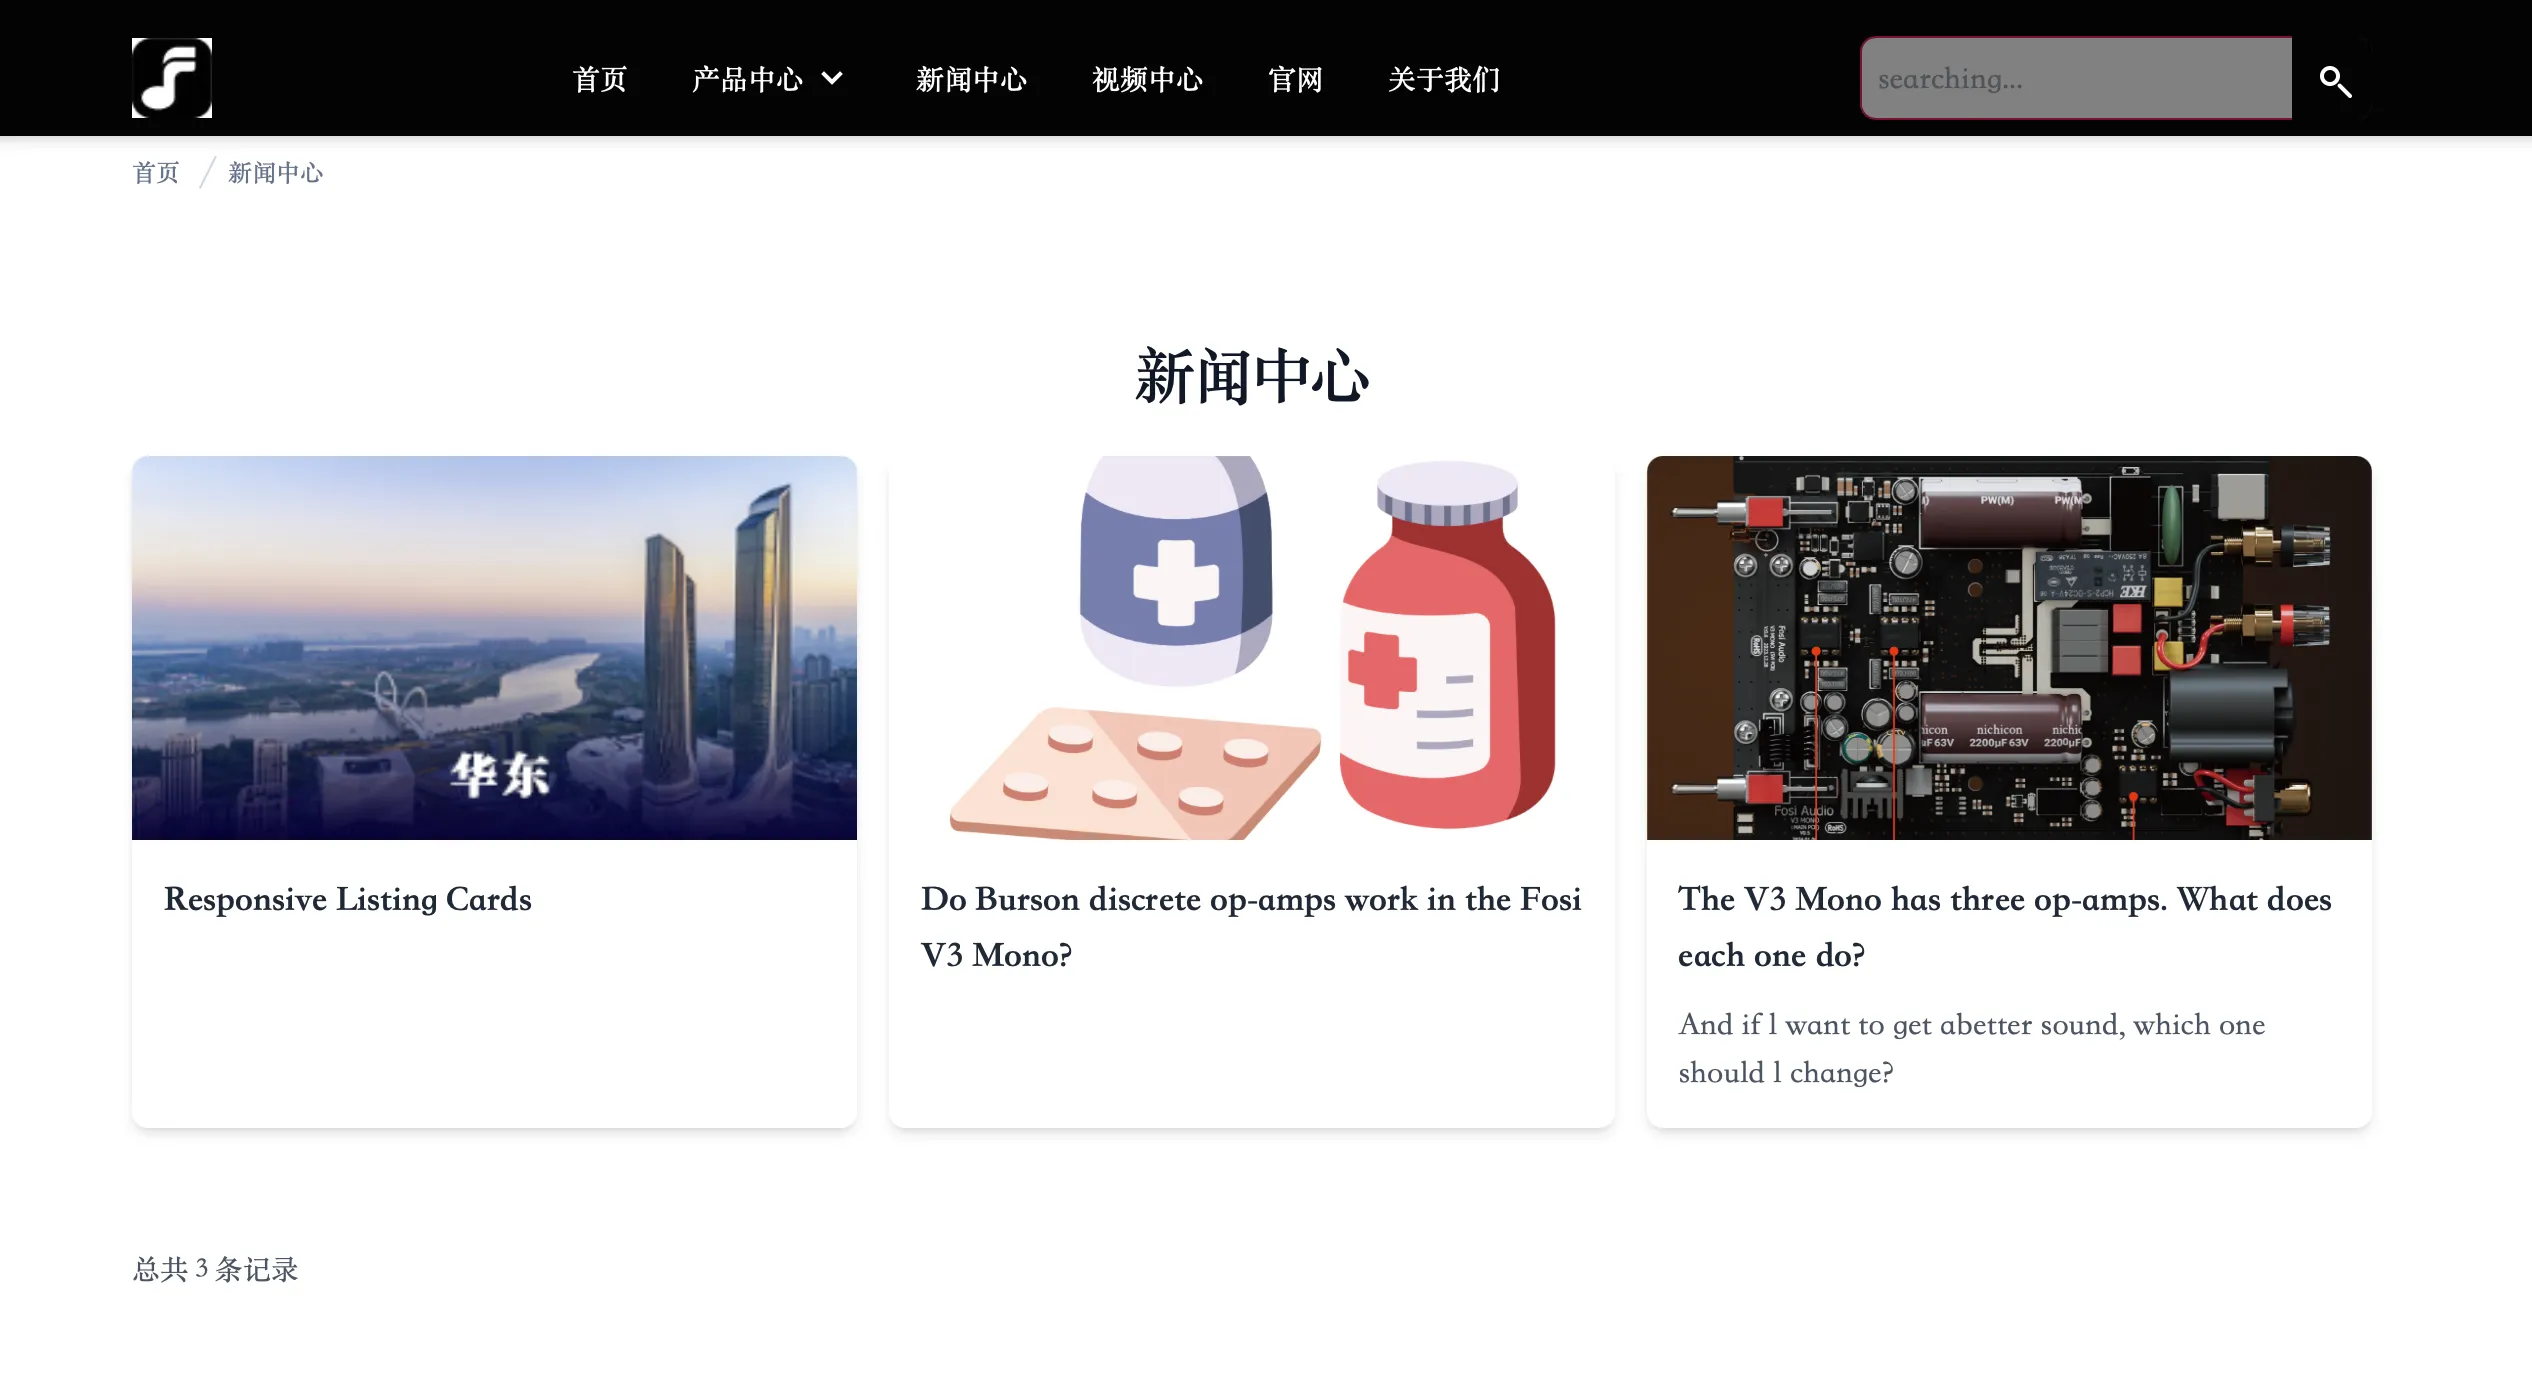 首页
产品中心
新闻中心
视频中心
官网
关于我们
searching...
首页 / 新闻中心
新闻中心
华东
Responsive Listing Cards
Do Burson discrete op-amps work in the Fosi
V3 Mono?
PW(M)
PW(M
HKE
nichicon
2200µF 63V
Fosi Audio
V3 MONO
RoHS
The V3 Mono has three op-amps. What does
each one do?
And if l want to get abetter sound, which one
should l change?
总共 3 条记录